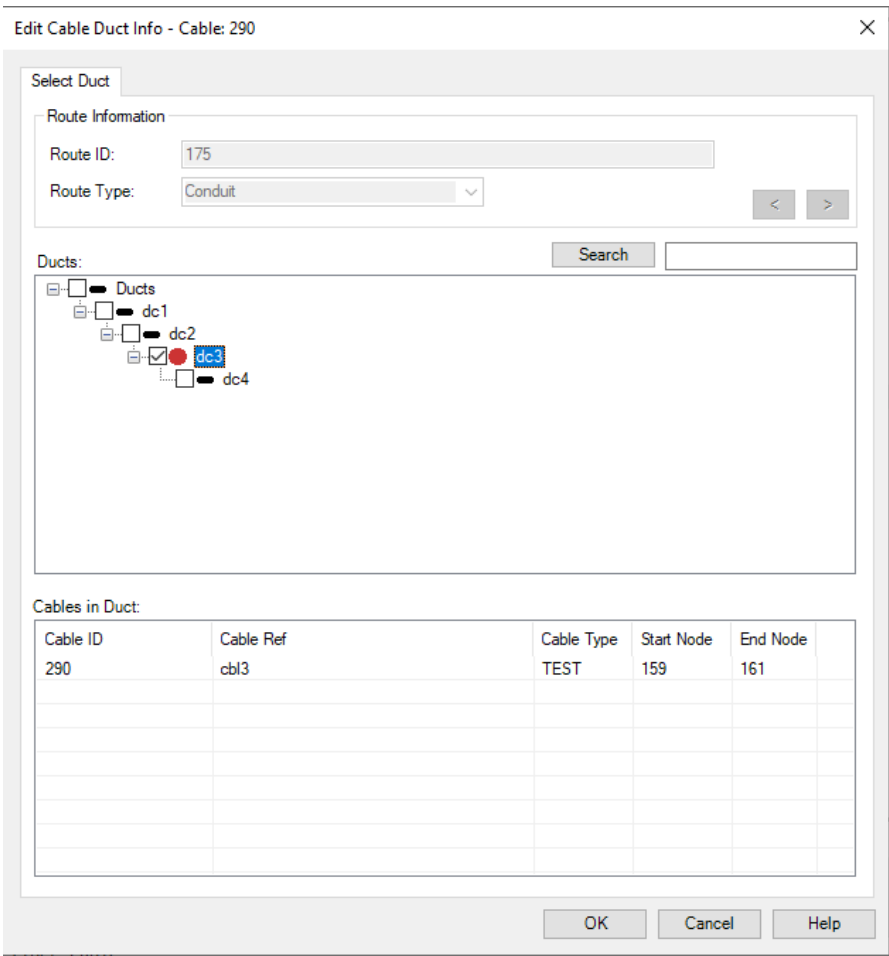 Edit Cable Duct Info - Cable: 290
Select Duct
Route Information
Route ID: 175
Route Type: Conduit
< >
Ducts: Search
Ducts
dc1
dc2
dc3
dc4
Cables in Duct:
Cable ID Cable Ref Cable Type Start Node End Node
290 cbl3 TEST 159 161
OK Cancel Help